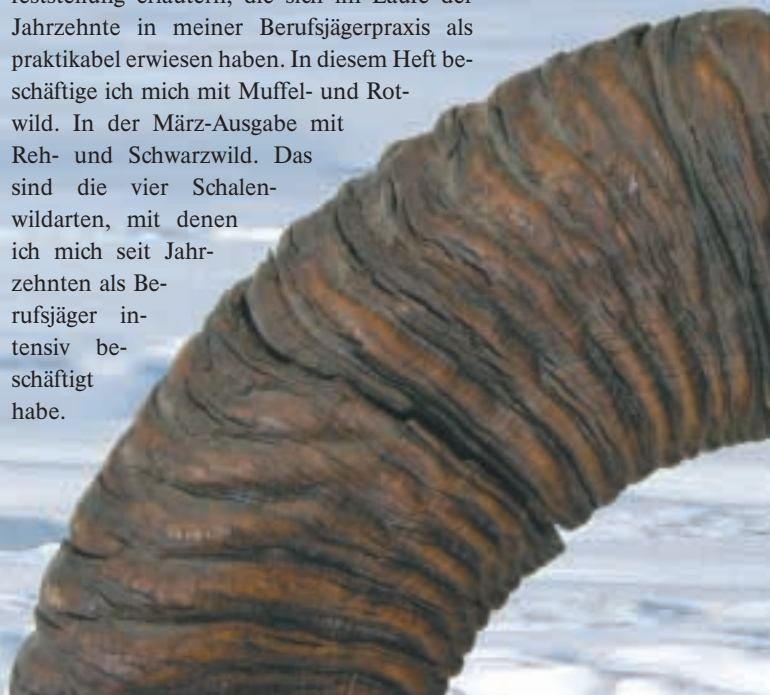 erläutern, die sich im Laufe der
Jahrzehnte in meiner Berufsjägerpraxis als
praktikabel erwiesen haben. In diesem Heft be-
schäftige ich mich mit Muffel- und Rot-
wild. In der März-Ausgabe mit
Reh- und Schwarzwild. Das
sind die vier Schalen-
wildarten, mit denen
ich mich seit Jahr-
zehnten als Be-
rufsjäger in-
tensiv be-
schäftigt
habe.